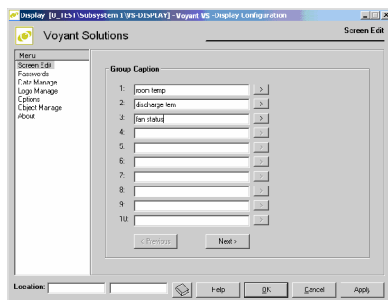 Display [U_TEST\Subsystem 1\VS-DISPLAY] - Voyant VS - Display Configuration
Voyant Solutions
Screen Edit
Menu
Screen Edit
Passwords
Data Manage
Logo Manage
Options
Object Manage
About
Group Caption
1: room temp >
2: discharge tem >
3: fan status >
4: >
5: >
6: >
7: >
8: >
9: >
10: >
< Previous
Next >
Location:
Help
OK
Cancel
Apply